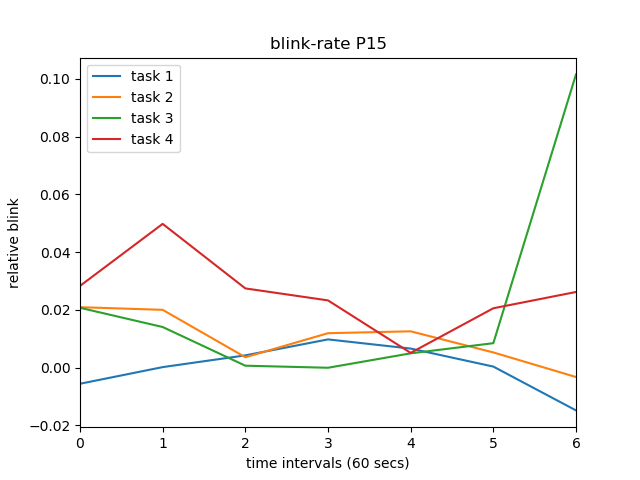 blink-rate P15
task 1
task 2
task 3
task 4
relative blink
0.10
0.08
0.06
0.04
0.02
0.00
−0.02
0 1 2 3 4 5 6
time intervals (60 secs)